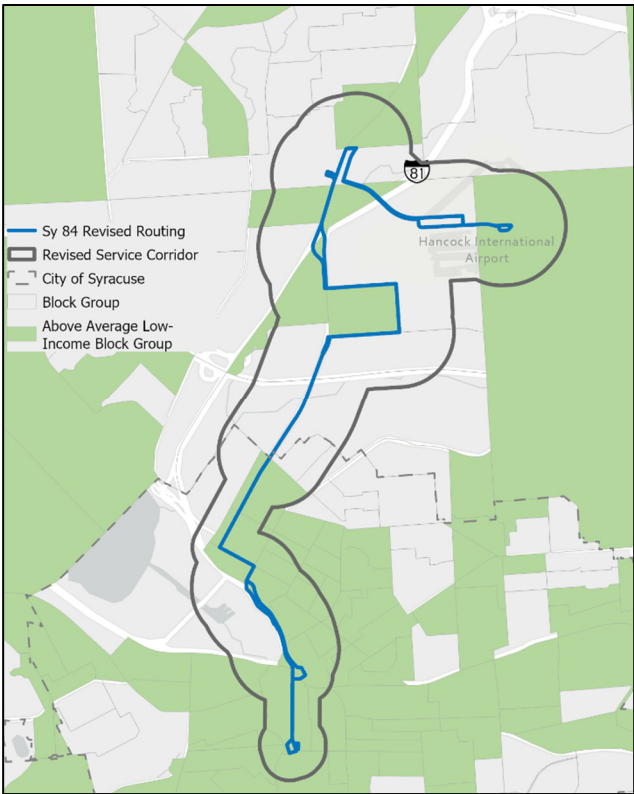 81
Sy 84 Revised Routing
Revised Service Corridor
City of Syracuse
Block Group
Above Average Low-
Income Block Group
Hancock International
Airport